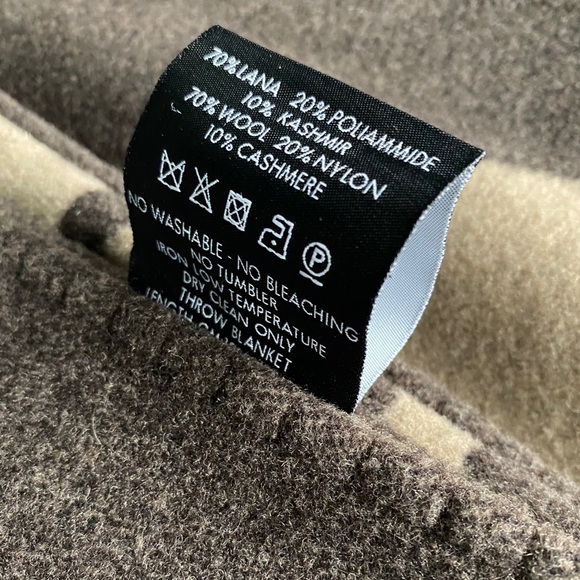 70% LANA 20% POLIAMMIDE
10% KASHMIR
70% WOOL 20% NYLON
10% CASHMERE
P
NO WASHABLE - NO BLEACHING
NO TUMBLER
IRON LOW TEMPERATURE
DRY CLEAN ONLY
THROW BLANKET
LENGTH